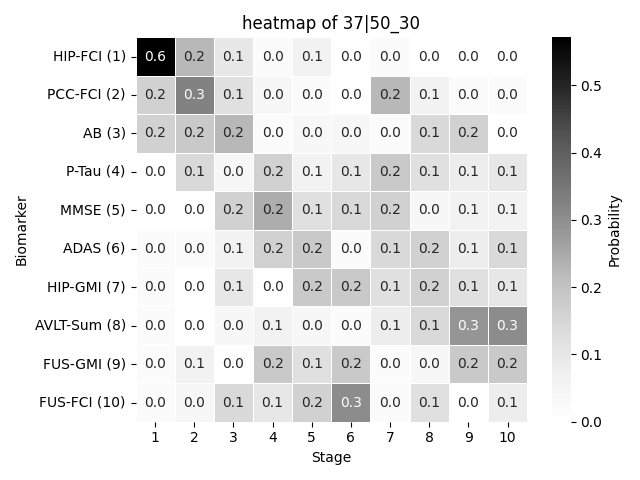 heatmap of 37|50_30
HIP-FCI (1) 0.6 0.2 0.1 0.0 0.1 0.0 0.0 0.0 0.0 0.0
PCC-FCI (2) 0.2 0.3 0.1 0.0 0.0 0.0 0.2 0.1 0.0 0.0
AB (3) 0.2 0.2 0.2 0.0 0.0 0.0 0.0 0.1 0.2 0.0
P-Tau (4) 0.0 0.1 0.0 0.2 0.1 0.1 0.2 0.1 0.1 0.1
MMSE (5) 0.0 0.0 0.2 0.2 0.1 0.1 0.2 0.0 0.1 0.1
ADAS (6) 0.0 0.0 0.1 0.2 0.2 0.0 0.1 0.2 0.1 0.1
HIP-GMI (7) 0.0 0.0 0.1 0.0 0.2 0.2 0.1 0.2 0.1 0.1
AVLT-Sum (8) 0.0 0.0 0.0 0.1 0.0 0.0 0.1 0.1 0.3 0.3
FUS-GMI (9) 0.0 0.1 0.0 0.2 0.1 0.2 0.0 0.0 0.2 0.2
FUS-FCI (10) 0.0 0.0 0.1 0.1 0.2 0.3 0.0 0.1 0.0 0.1
1 2 3 4 5 6 7 8 9 10
Stage
Biomarker
0.5
0.4
0.3
0.2
0.1
0.0
Probability